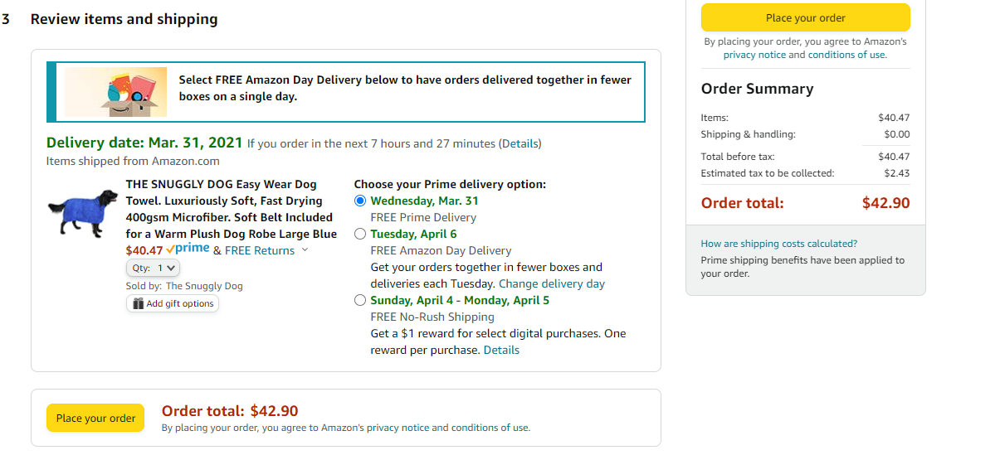 3 Review items and shipping
Select FREE Amazon Day Delivery below to have orders delivered together in fewer
boxes on a single day.
Delivery date: Mar. 31, 2021 If you order in the next 7 hours and 27 minutes (Details)
Items shipped from Amazon.com
THE SNUGGLY DOG Easy Wear Dog
Towel. Luxuriously Soft, Fast Drying
400gsm Microfiber. Soft Belt Included
for a Warm Plush Dog Robe Large Blue
$40.47 prime & FREE Returns
Qty: 1
Sold by: The Snuggly Dog
Add gift options
Choose your Prime delivery option:
Wednesday, Mar. 31
FREE Prime Delivery
Tuesday, April 6
FREE Amazon Day Delivery
Get your orders together in fewer boxes and
deliveries each Tuesday. Change delivery day
Sunday, April 4 - Monday, April 5
FREE No-Rush Shipping
Get a $1 reward for select digital purchases. One
reward per purchase. Details
Place your order
Order total: $42.90
By placing your order, you agree to Amazon's privacy notice and conditions of use.
Place your order
By placing your order, you agree to Amazon's
privacy notice and conditions of use.
Order Summary
Items: $40.47
Shipping & handling: $0.00
Total before tax: $40.47
Estimated tax to be collected: $2.43
Order total: $42.90
How are shipping costs calculated?
Prime shipping benefits have been applied to
your order.